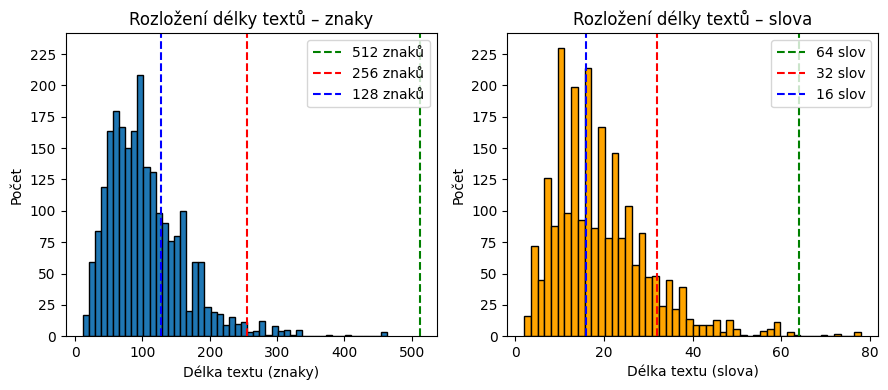 Rozložení délky textů – znaky
512 znaků
256 znaků
128 znaků
Počet
225
200
175
150
125
100
75
50
25
0
0 100 200 300 400 500
Délka textu (znaky)
Rozložení délky textů – slova
64 slov
32 slov
16 slov
Počet
225
200
175
150
125
100
75
50
25
0
0 20 40 60 80
Délka textu (slova)